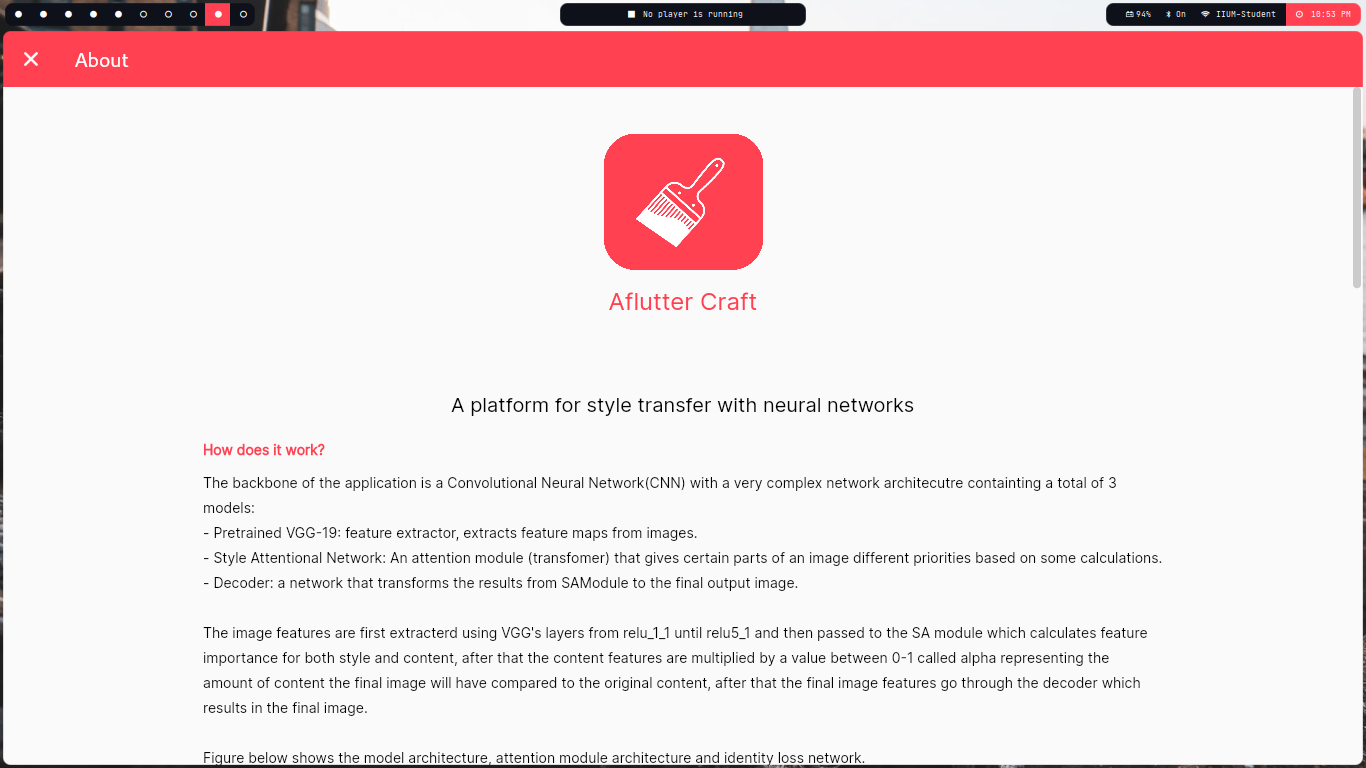 No player is running
94%
On
IIUM-Student
10:53 PM
About
Aflutter Craft
A platform for style transfer with neural networks
How does it work?
The backbone of the application is a Convolutional Neural Network(CNN) with a very complex network architecutre containting a total of 3
models:
- Pretrained VGG-19: feature extractor, extracts feature maps from images.
- Style Attentional Network: An attention module (transfomer) that gives certain parts of an image different priorities based on some calculations.
- Decoder: a network that transforms the results from SAModule to the final output image.
The image features are first extracterd using VGG's layers from relu_1_1 until relu5_1 and then passed to the SA module which calculates feature
importance for both style and content, after that the content features are multiplied by a value between 0-1 called alpha representing the
amount of content the final image will have compared to the original content, after that the final image features go through the decoder which
results in the final image.
Figure below shows the model architecture, attention module architecture and identity loss network.